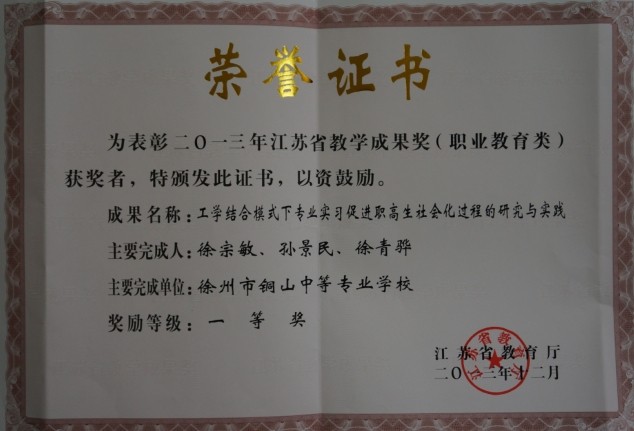 荣誉证书
为表彰二〇一三年江苏省教学成果奖（职业教育类）
获奖者，特颁发此证书，以资鼓励。
成果名称：工学结合模式下专业实习促进职高生社会化过程的研究与实践
主要完成人：徐宗敏、孙景民、徐青骅
主要完成单位：徐州市铜山中等专业学校
奖励等级：一等奖
江苏省教育厅
江苏省教育厅
二〇一三年十二月